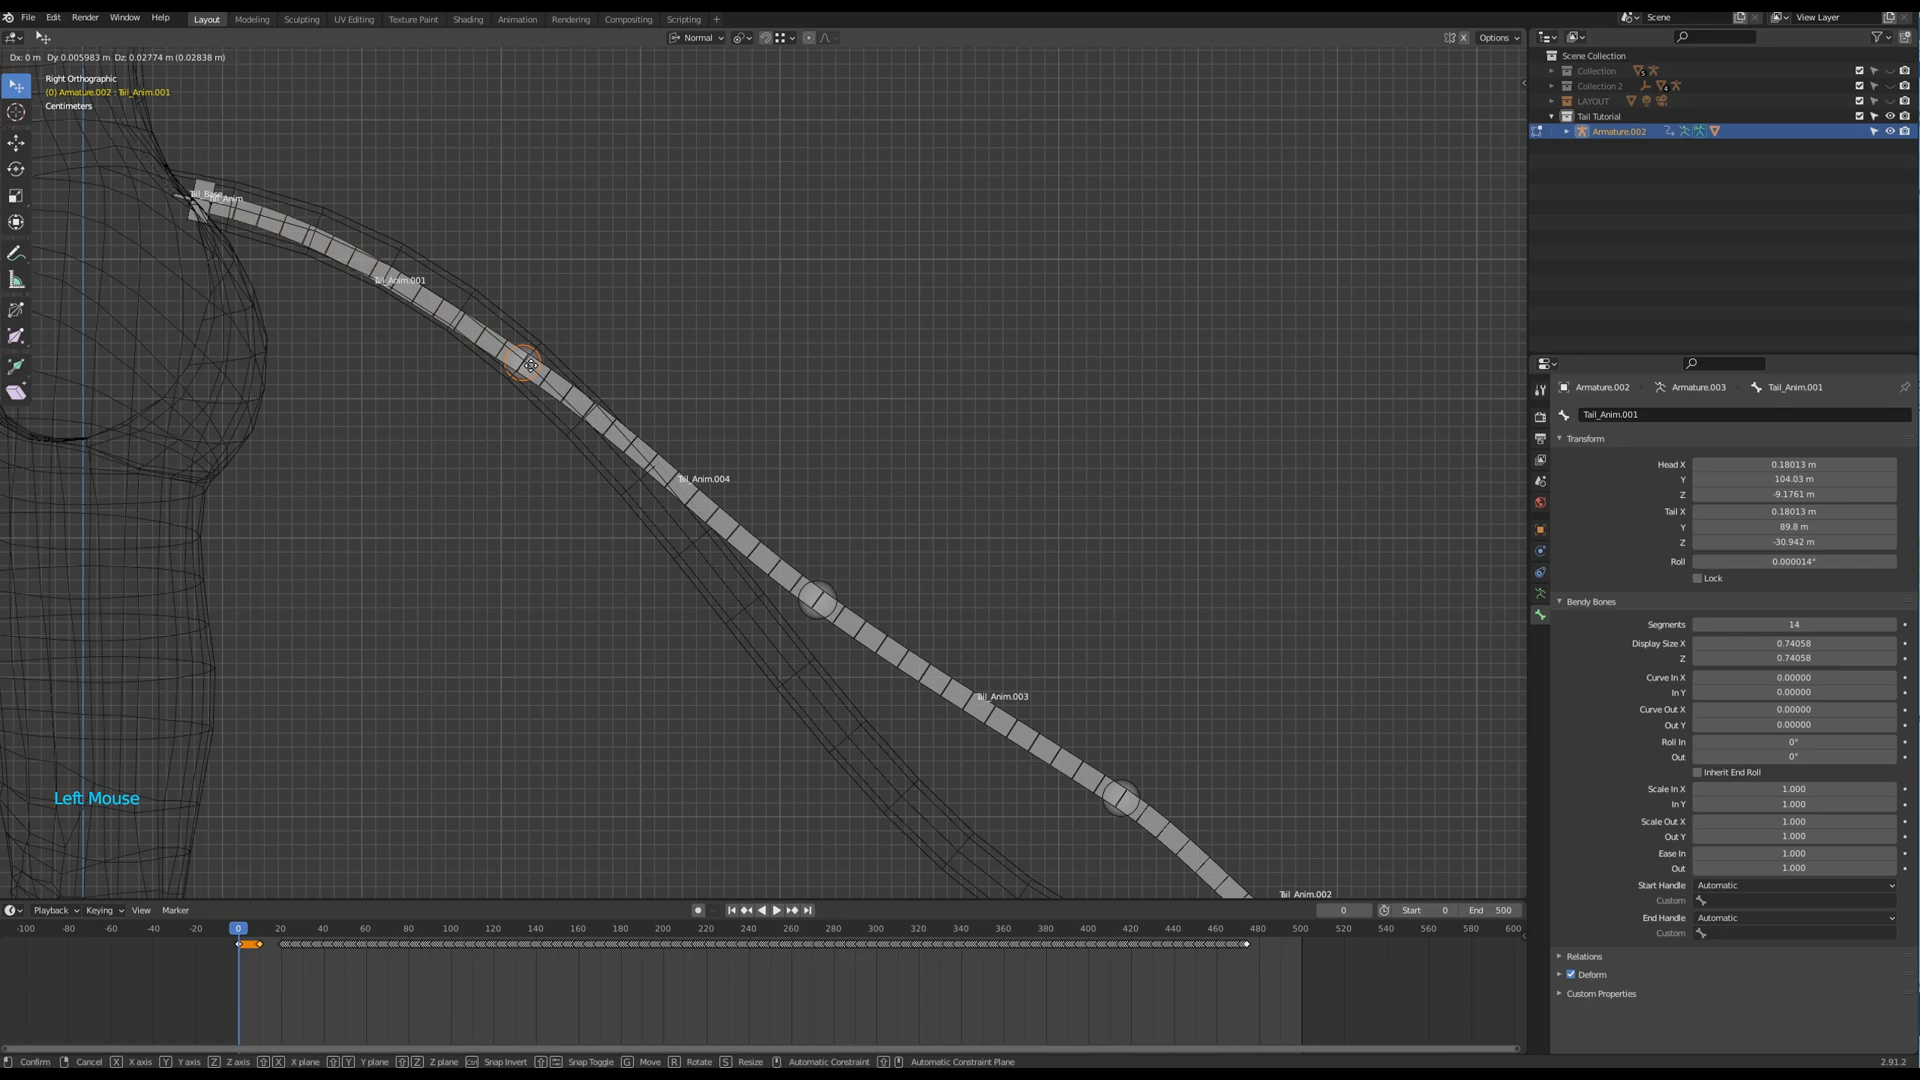 File Edit Render Window Help Layout Modeling Sculpting UV Editing Texture Paint Shading Animation Rendering Compositing Scripting + Scene View Layer
Normal Options
Dx: 0 m Dy: 0.005983 m Dz: 0.02774 m (0.02838 m)
Right Orthographic
(0) Armature.002 : Tail_Anim.001
Centimeters
Tail_Base
Tail_Anim
Tail_Anim.001
Tail_Anim.004
Tail_Anim.003
Tail_Anim.002
Left Mouse
Scene Collection
Collection 5
Collection 2 4
LAYOUT
Tail Tutorial
Armature.002
Armature.002 Armature.003 Tail_Anim.001
Tail_Anim.001
Transform
Head X 0.18013 m
Y 104.03 m
Z -9.1761 m
Tail X 0.18013 m
Y 89.8 m
Z -30.942 m
Roll 0.000014°
Lock
Bendy Bones
Segments 14
Display Size X 0.74058
Z 0.74058
Curve In X 0.00000
In Y 0.00000
Curve Out X 0.00000
Out Y 0.00000
Roll In 0°
Out 0°
Inherit End Roll
Scale In X 1.000
In Y 1.000
Scale Out X 1.000
Out Y 1.000
Ease In 1.000
Out 1.000
Start Handle Automatic
Custom
End Handle Automatic
Custom
Relations
Deform
Custom Properties
Playback Keying View Marker 0 Start 0 End 500
-100 -80 -60 -40 -20 0 20 40 60 80 100 120 140 160 180 200 220 240 260 280 300 320 340 360 380 400 420 440 460 480 500 520 540 560 580 600
Confirm Cancel X X axis Y Y axis Z Z axis X X plane Y Y plane Z Z plane Ctrl Snap Invert Snap Toggle G Move R Rotate S Resize Automatic Constraint Automatic Constraint Plane 2.91.2